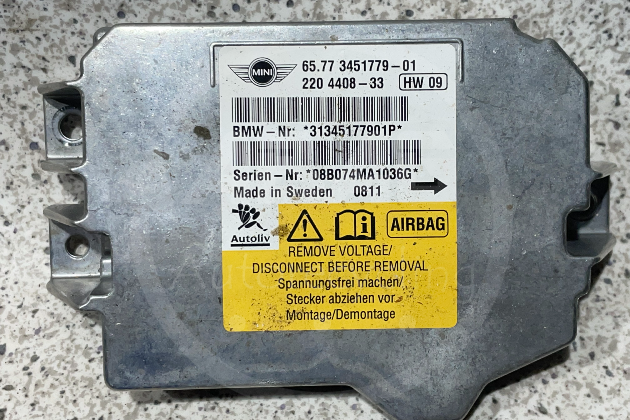 MINI
65.77 3451779-01
220 4408-33 HW 09
BMW-Nr: *31345177901P*
Serien-Nr: *08B074MA1036G*
Made in Sweden 0811
Autoliv
AIRBAG
REMOVE VOLTAGE/
DISCONNECT BEFORE REMOVAL
Spannungsfrei machen/
Stecker abziehen vor
Montage/Demontage